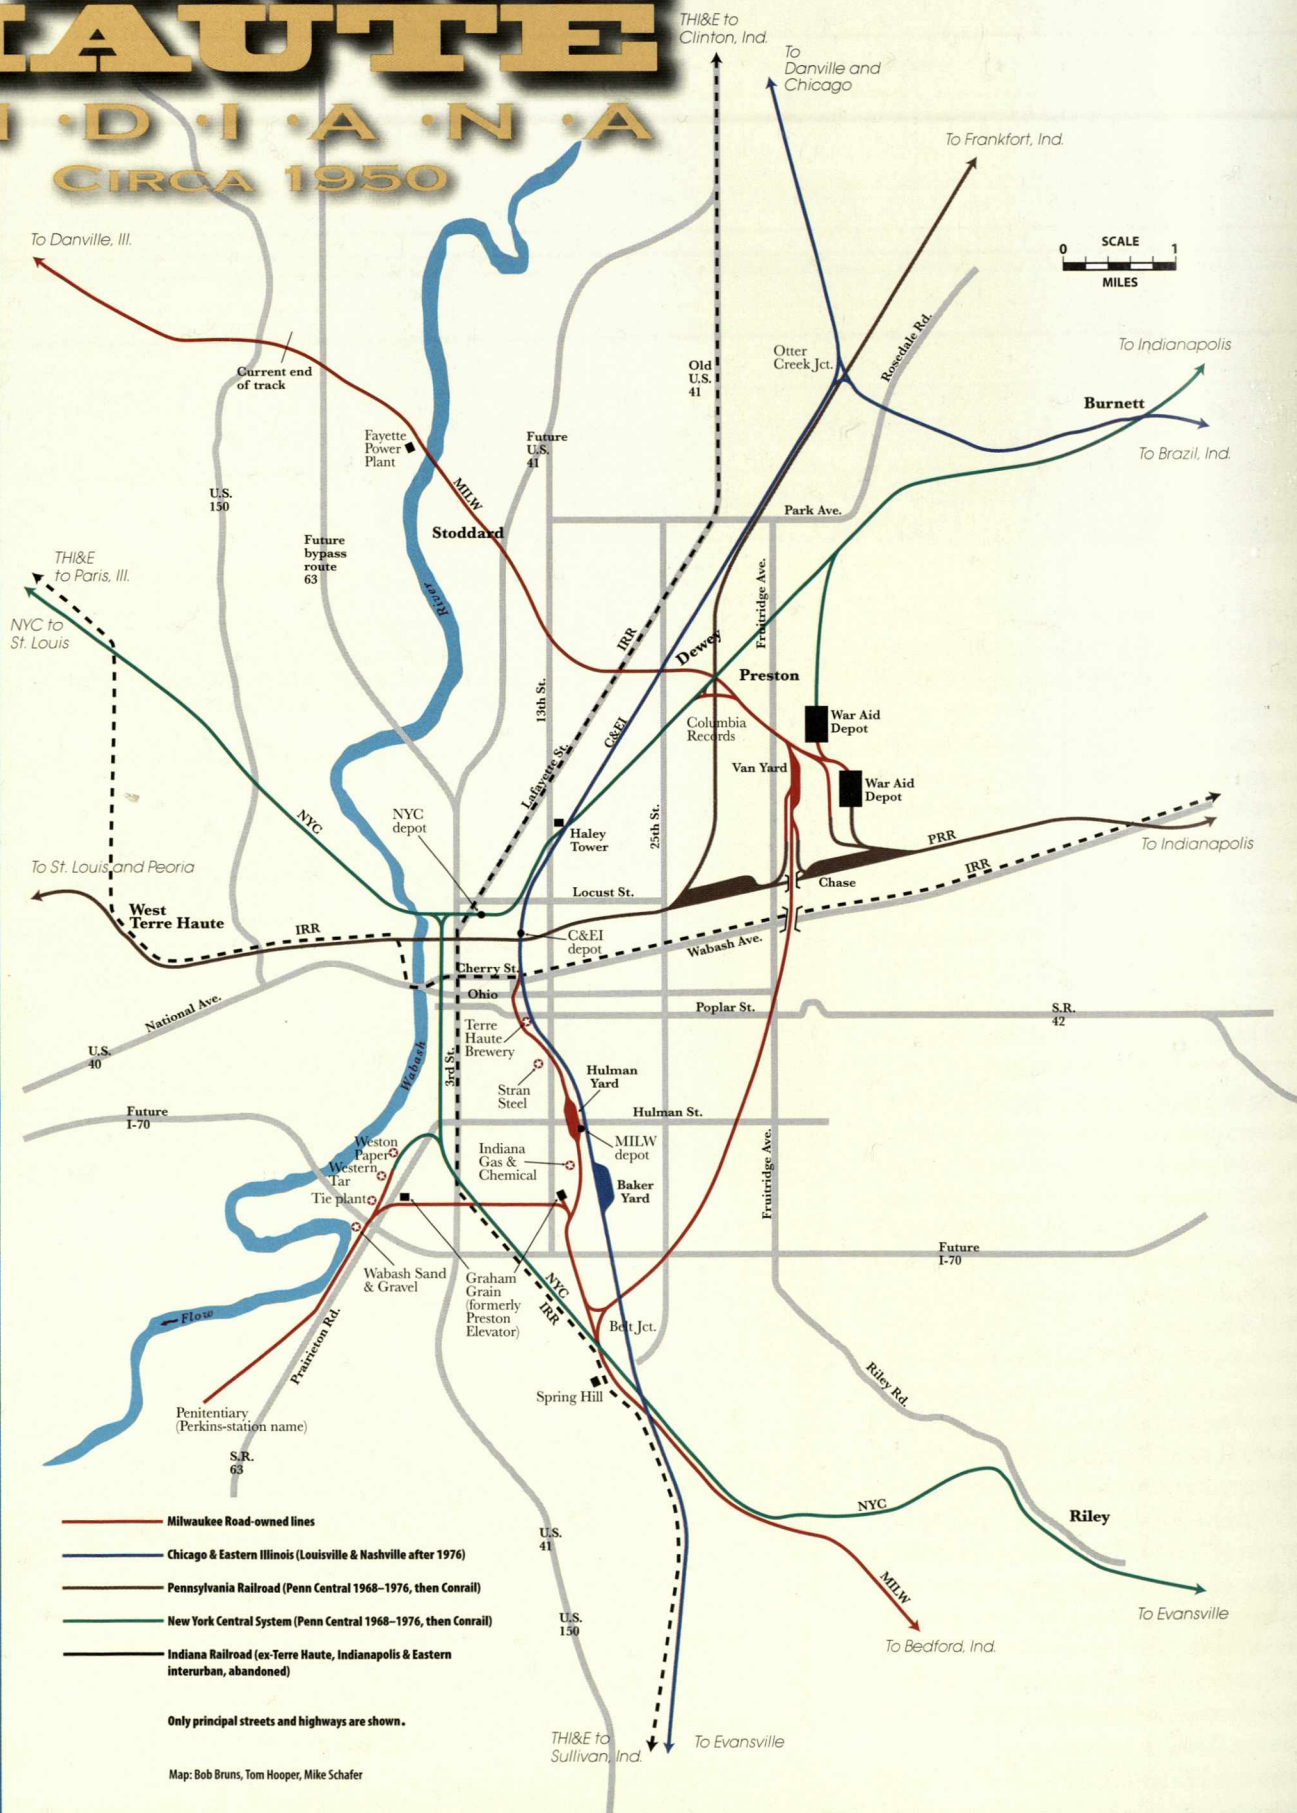 HAUTE
I·D·I·A·N·A
CIRCA 1950
THI&E to
Clinton, Ind.
To
Danville and
Chicago
To Frankfort, Ind.
To Danville, Ill.
0 SCALE 1
MILES
Current end
of track
Old
U.S.
41
Otter
Creek Jct.
Rosedale Rd.
To Indianapolis
Burnett
To Brazil, Ind.
Fayette
Power
Plant
Future
U.S.
41
MILW
U.S.
150
Stoddard
Park Ave.
Future
bypass
route
63
THI&E
to Paris, Ill.
NYC to
St. Louis
River
IRR
Dewey
Fruitridge Ave.
Preston
13th St.
C&EI
Columbia
Records
War Aid
Depot
Van Yard
War Aid
Depot
Lafayette St.
NYC
NYC
depot
Haley
Tower
25th St.
PRR
To Indianapolis
IRR
Chase
To St. Louis and Peoria
West
Terre Haute
Locust St.
IRR
C&EI
depot
Wabash Ave.
Cherry St.
Ohio
Poplar St.
S.R.
42
National Ave.
U.S.
40
Terre
Haute
Brewery
Wabash
3rd St.
Stran
Steel
Hulman
Yard
Hulman St.
Future
I-70
Weston
Paper
Western
Tar
Tie plant
Indiana
Gas &
Chemical
MILW
depot
Baker
Yard
Fruitridge Ave.
Future
I-70
Wabash Sand
& Gravel
Graham
Grain
(formerly
Preston
Elevator)
NYC
IRR
Belt Jct.
Flow
Prairieton Rd.
Spring Hill
Riley Rd.
Penitentiary
(Perkins-station name)
S.R.
63
NYC
Riley
Milwaukee Road-owned lines
Chicago & Eastern Illinois (Louisville & Nashville after 1976)
Pennsylvania Railroad (Penn Central 1968–1976, then Conrail)
New York Central System (Penn Central 1968–1976, then Conrail)
Indiana Railroad (ex-Terre Haute, Indianapolis & Eastern
interurban, abandoned)
U.S.
41
MILW
To Evansville
U.S.
150
To Bedford, Ind.
Only principal streets and highways are shown.
THI&E to
Sullivan, Ind.
To Evansville
Map: Bob Bruns, Tom Hooper, Mike Schafer